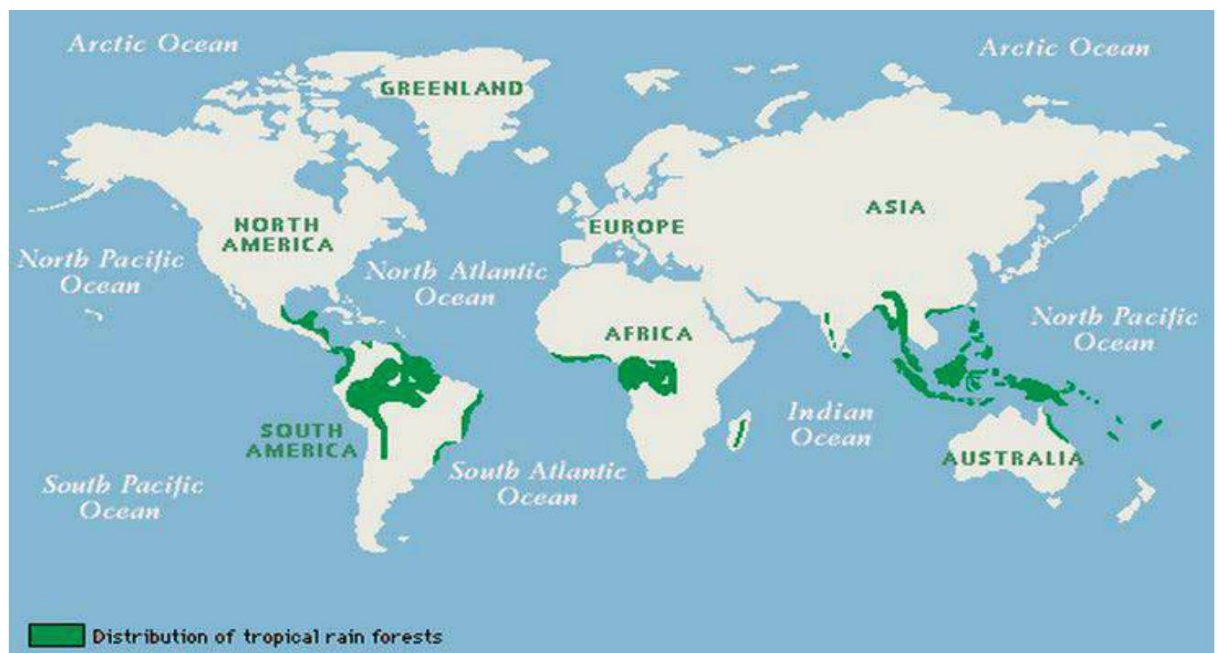 Arctic Ocean
Arctic Ocean
GREENLAND
NORTH
AMERICA
EUROPE
ASIA
North Pacific
Ocean
North Atlantic
Ocean
AFRICA
North Pacific
Ocean
SOUTH
AMERICA
Indian
Ocean
AUSTRALIA
South Pacific
Ocean
South Atlantic
Ocean
Distribution of tropical rain forests